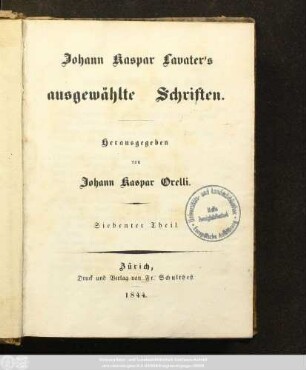 Johann Kaspar Lavater's
ausgewählte Schriften.
Herausgegeben
von
Johann Kaspar Orelli.
Siebenter Theil
Zürich,
Druck und Verlag von Fr. Schultheß
1844.